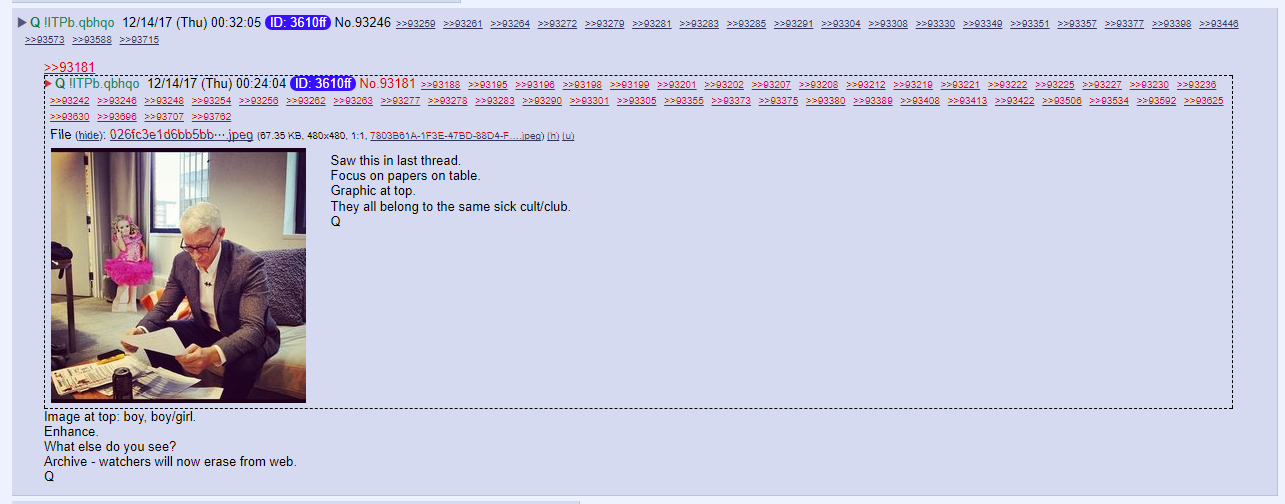 ▶ Q !ITPb.qbhqo 12/14/17 (Thu) 00:32:05 ID: 3610ff No.93246 >>93259 >>93261 >>93264 >>93272 >>93279 >>93281 >>93283 >>93285 >>93291 >>93304 >>93308 >>93330 >>93349 >>93351 >>93357 >>93377 >>93398 >>93446
>>93573 >>93588 >>93715
>>93181
▶ Q !ITPb.qbhqo 12/14/17 (Thu) 00:24:04 ID: 3610ff No.93181 >>93188 >>93195 >>93196 >>93198 >>93199 >>93201 >>93202 >>93207 >>93208 >>93212 >>93219 >>93221 >>93222 >>93225 >>93227 >>93230 >>93236
>>93242 >>93246 >>93248 >>93254 >>93256 >>93262 >>93263 >>93277 >>93278 >>93283 >>93290 >>93301 >>93305 >>93355 >>93373 >>93375 >>93380 >>93389 >>93408 >>93413 >>93422 >>93506 >>93534 >>93592 >>93625
>>93630 >>93696 >>93707 >>93762
File (hide): 026fc3e1d6bb5bb⋯.jpeg (67.35 KB, 480x480, 1:1, 7803B61A-1F3E-47BD-88D4-F….jpeg) (h) (u)
Saw this in last thread.
Focus on papers on table.
Graphic at top.
They all belong to the same sick cult/club.
Q
Image at top: boy, boy/girl.
Enhance.
What else do you see?
Archive - watchers will now erase from web.
Q